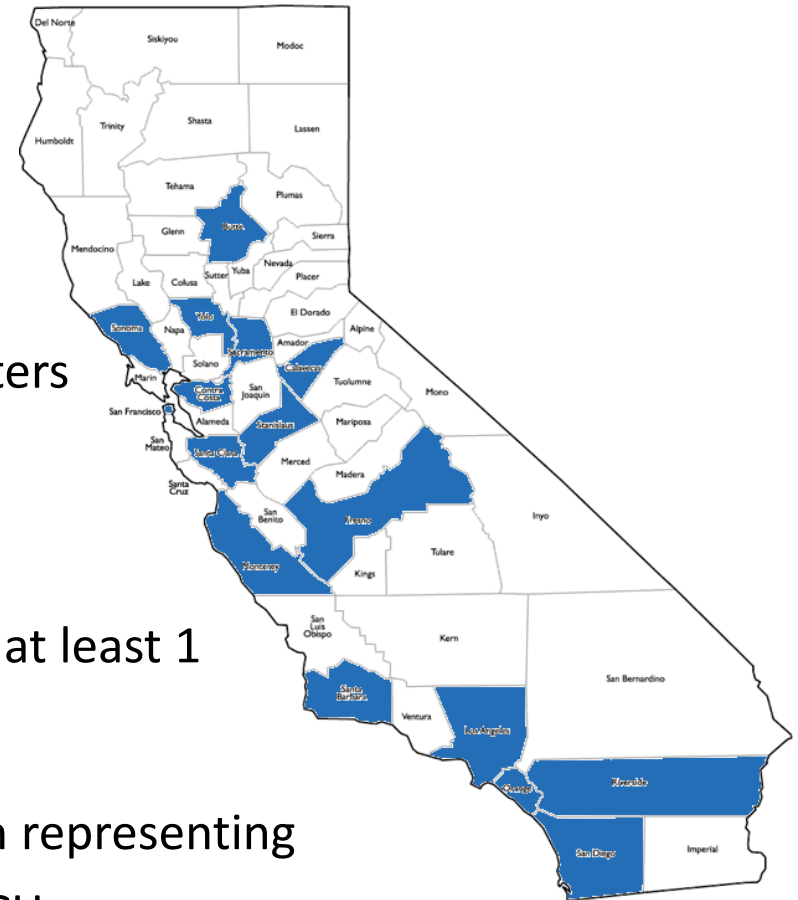 Del Norte
Siskiyou
Modoc
Humboldt
Trinity
Shasta
Lassen
Tehama
Plumas
Butte
Glenn
Sierra
Mendocino
Lake
Colusa
Sutter
Yuba
Nevada
Placer
El Dorado
Sonoma
Napa
Yolo
Sacramento
Amador
Alpine
Solano
Calaveras
Marin
Contra
Costa
San
Joaquin
Tuolumne
Mono
ters
San Francisco
Alameda
Stanislaus
Mariposa
San
Mateo
Santa Clara
Merced
Madera
Santa
Cruz
San
Benito
Fresno
Inyo
Tulare
Monterey
Kings
San
Luis
Obispo
Kern
at least 1
San Bernardino
Santa
Barbara
Ventura
Los Angeles
Orange
Riverside
representing
San Diego
Imperial